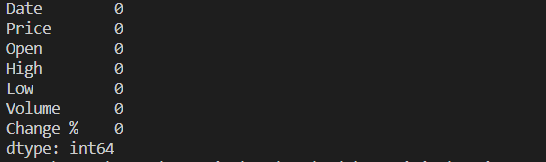 Date 0
Price 0
Open 0
High 0
Low 0
Volume 0
Change % 0
dtype: int64